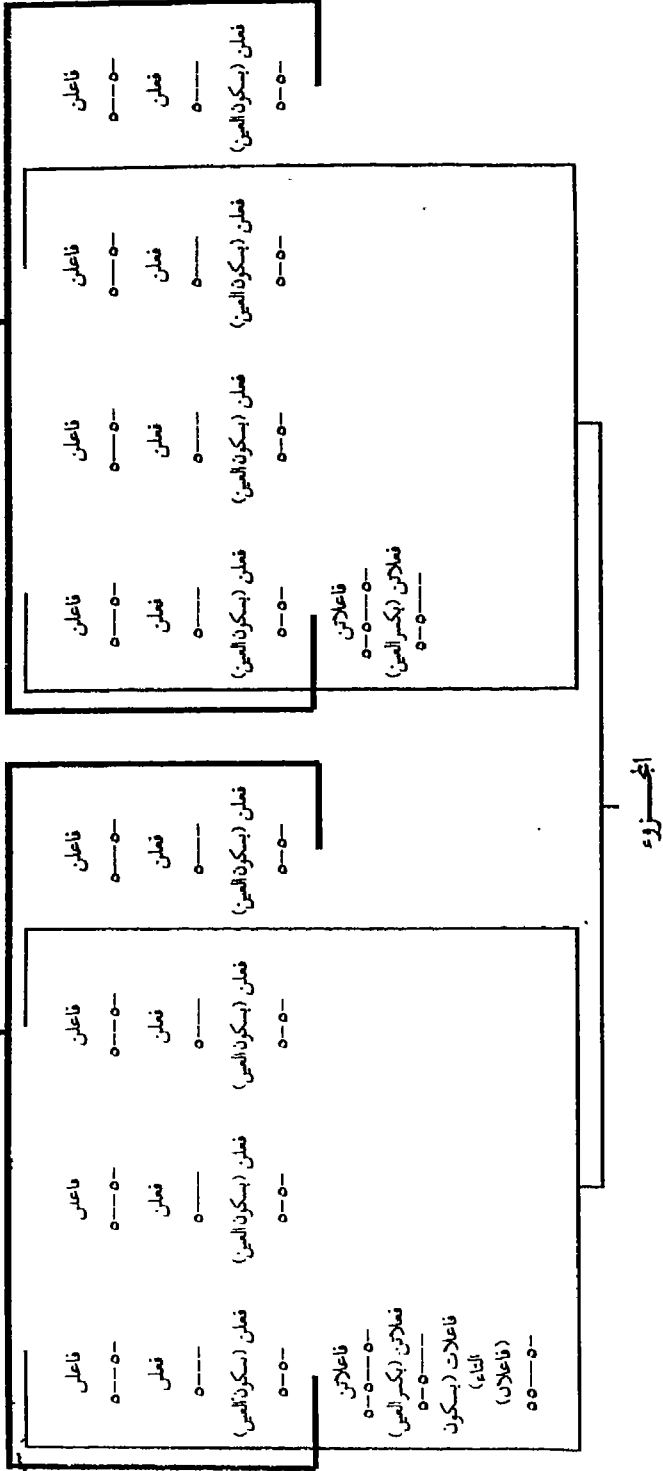 فاعلن فاعلن فاعلن فاعلن فاعلن فاعلن فاعلن فاعلن
-o--o -o--o -o--o -o--o -o--o -o--o -o--o -o--o
فعلن فعلن فعلن فعلن فعلن فعلن فعلن فعلن
---o ---o ---o ---o ---o ---o ---o ---o
فعلن (بسكون العين) فعلن (بسكون العين) فعلن (بسكون العين) فعلن (بسكون العين) فعلن (بسكون العين) فعلن (بسكون العين) فعلن (بسكون العين) فعلن (بسكون العين)
-o-o -o-o -o-o -o-o -o-o -o-o -o-o -o-o
فاعلاتن فاعلاتن
-o--o-o -o--o-o
فعلاتن (بكسر العين) فعلاتن (بكسر العين)
---o-o ---o-o
فاعلات (بسكون
التاء)
(فاعلان)
-o--oo
المجـــزوء